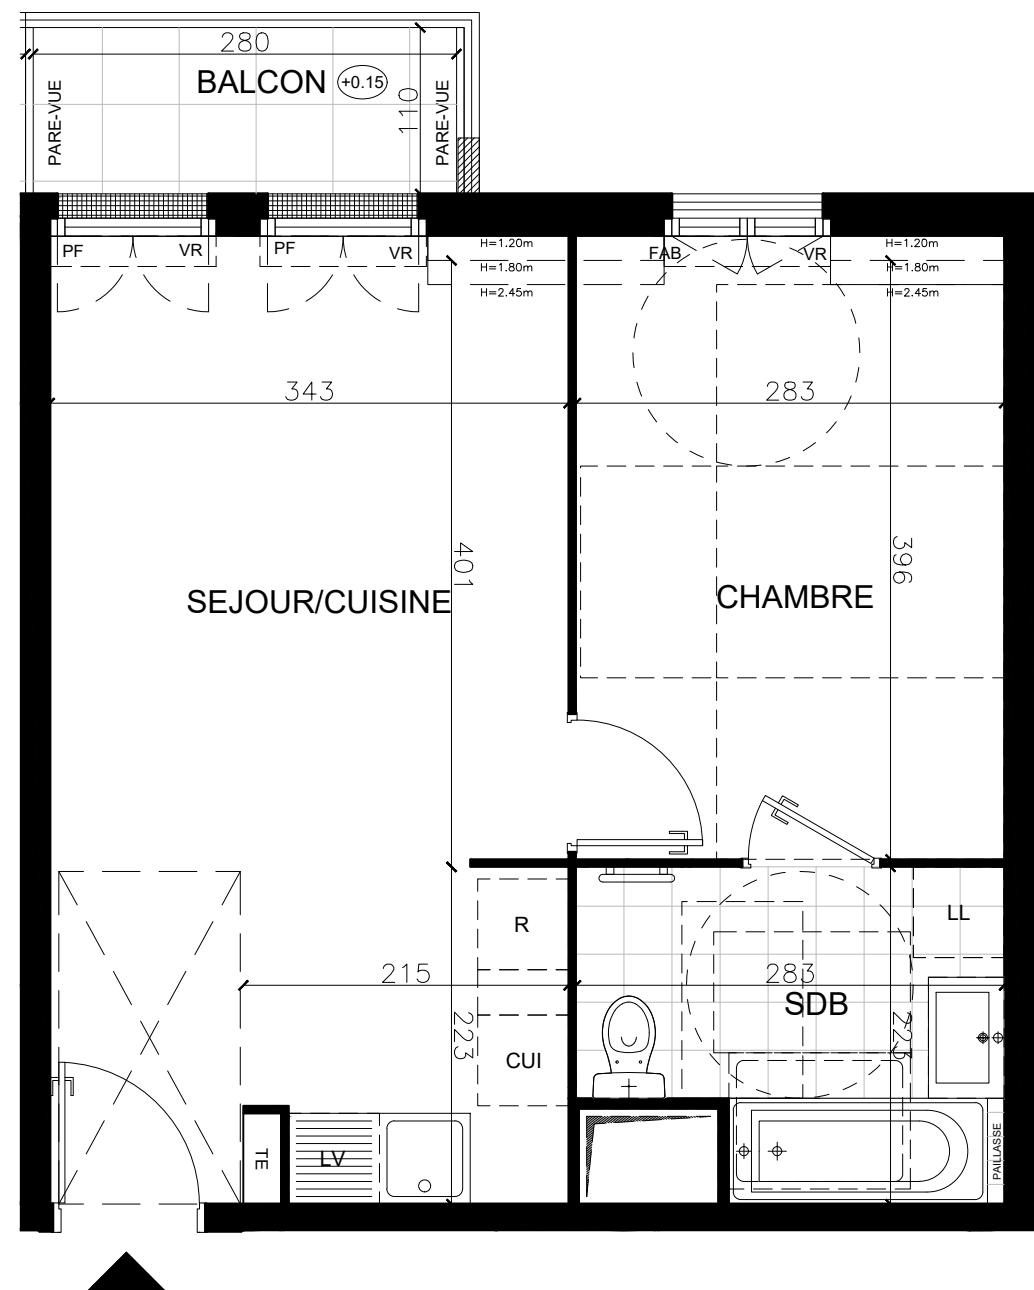 280
BALCON
+0.15
110
PARE-VUE
PARE-VUE
PF
VR
PF
VR
H=1.20m
H=1.80m
H=2.45m
FAB
VR
H=1.20m
H=1.80m
H=2.45m
343
283
401
396
SEJOUR/CUISINE
CHAMBRE
R
LL
215
283
SDB
223
223
CUI
TE
LV
PAILLASSE